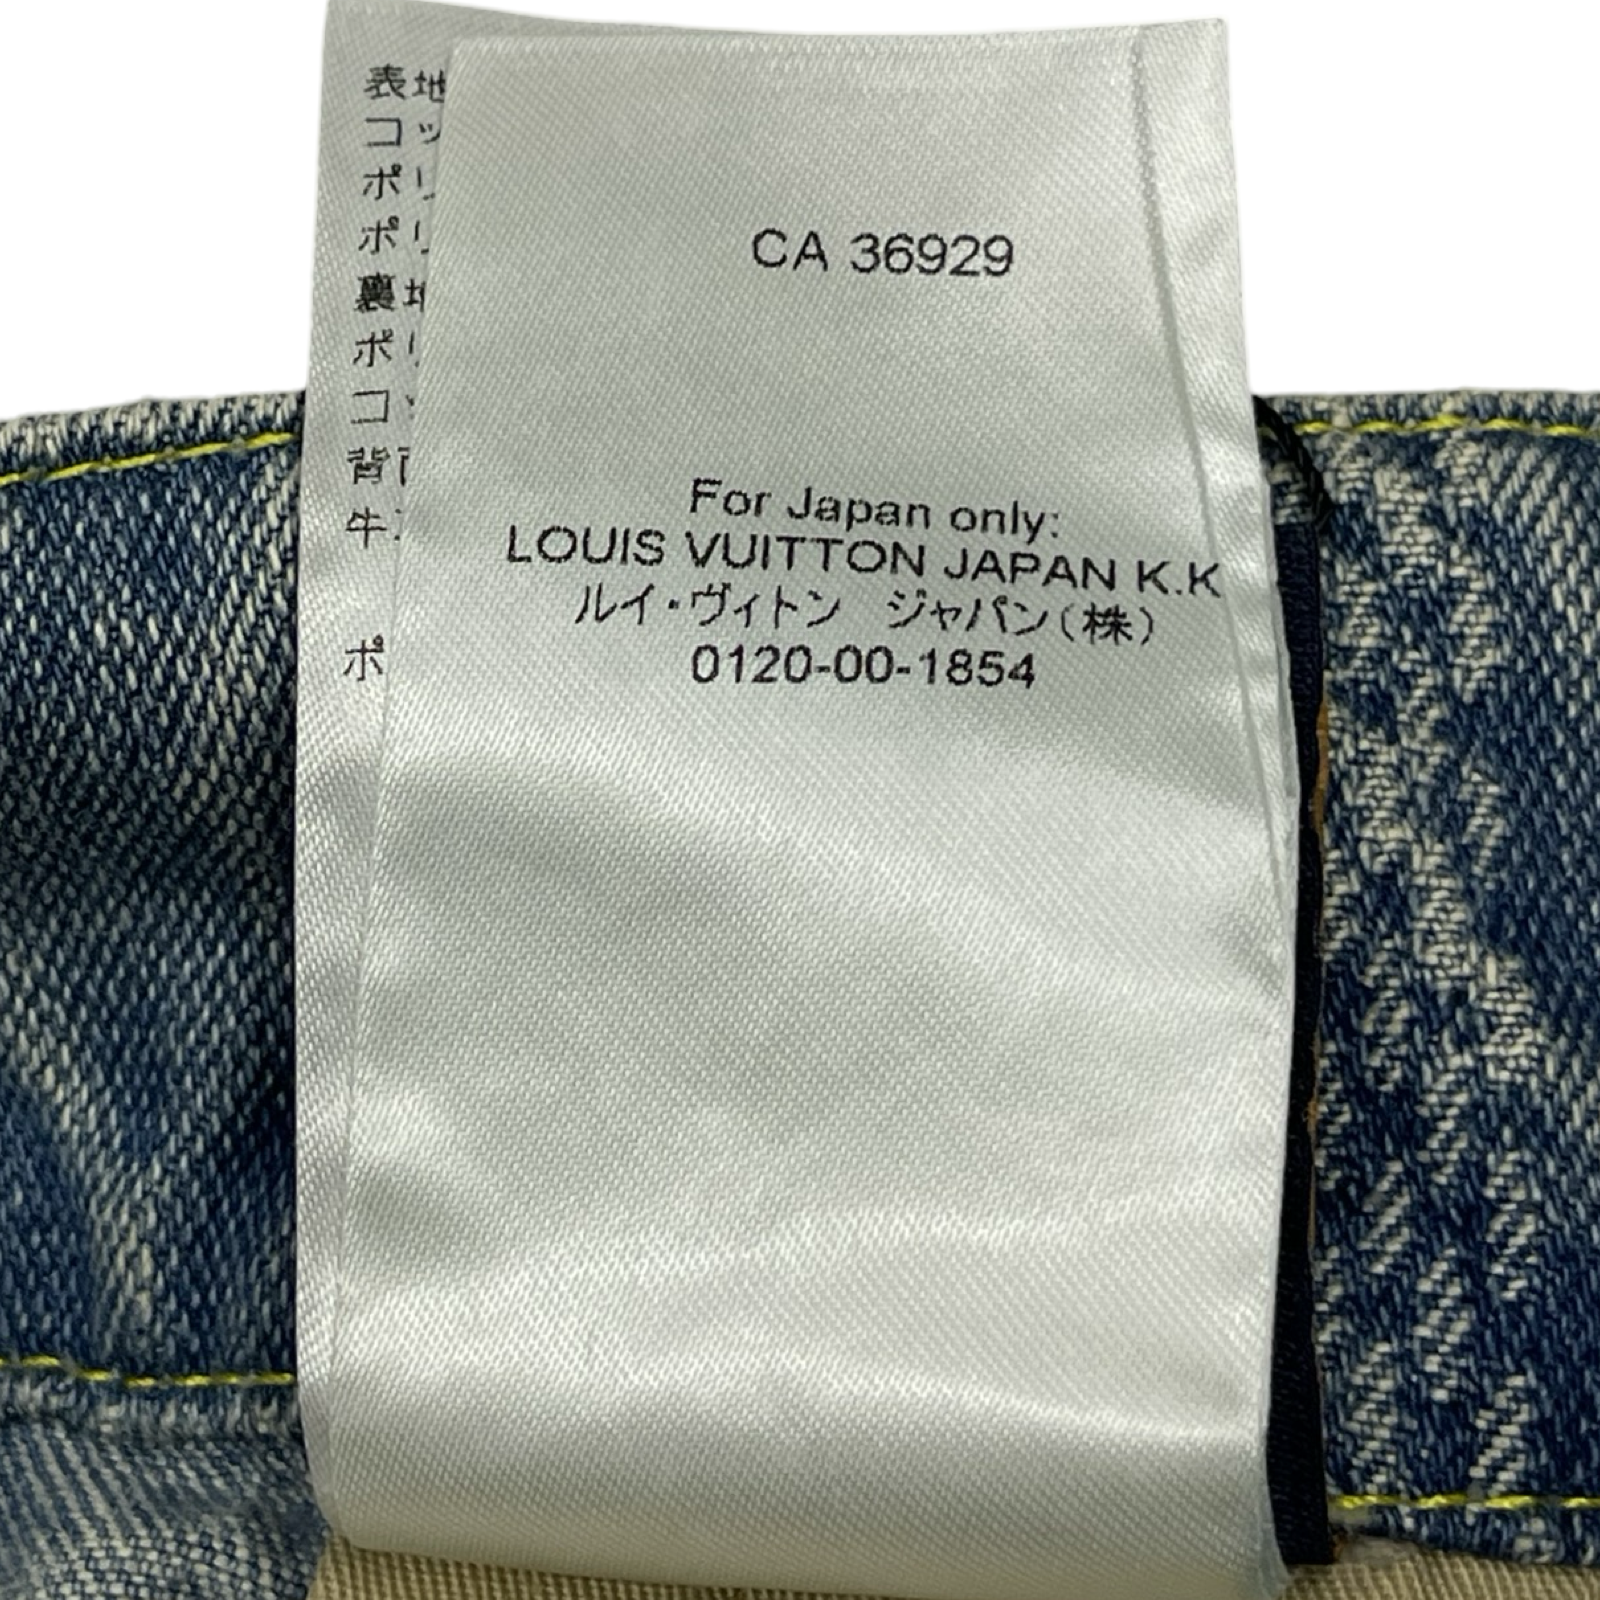 表地
コッ
ポリ
ポリ
裏地
ポリ
コッ
背面
牛
ポ
CA 36929
For Japan only:
LOUIS VUITTON JAPAN K.K
ルイ・ヴィトン ジャパン(株)
0120-00-1854